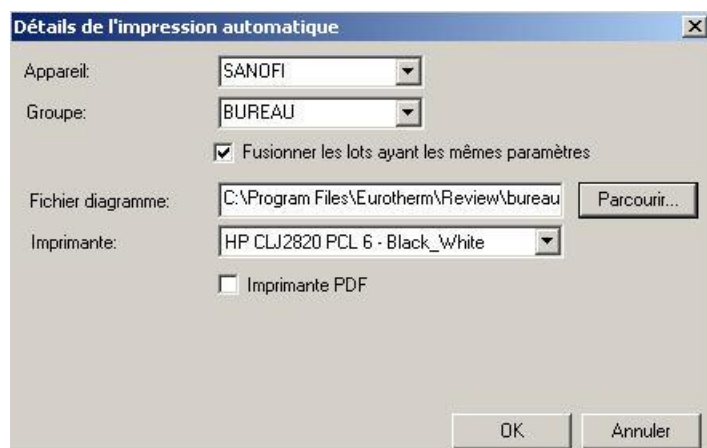 Détails de l'impression automatique
Appareil: SANOFI
Groupe: BUREAU
Fusionner les lots ayant les mêmes paramètres
Fichier diagramme: C:\Program Files\Eurotherm\Review\bureau Parcourir...
Imprimante: HP CLJ2820 PCL 6 - Black_White
Imprimante PDF
OK Annuler